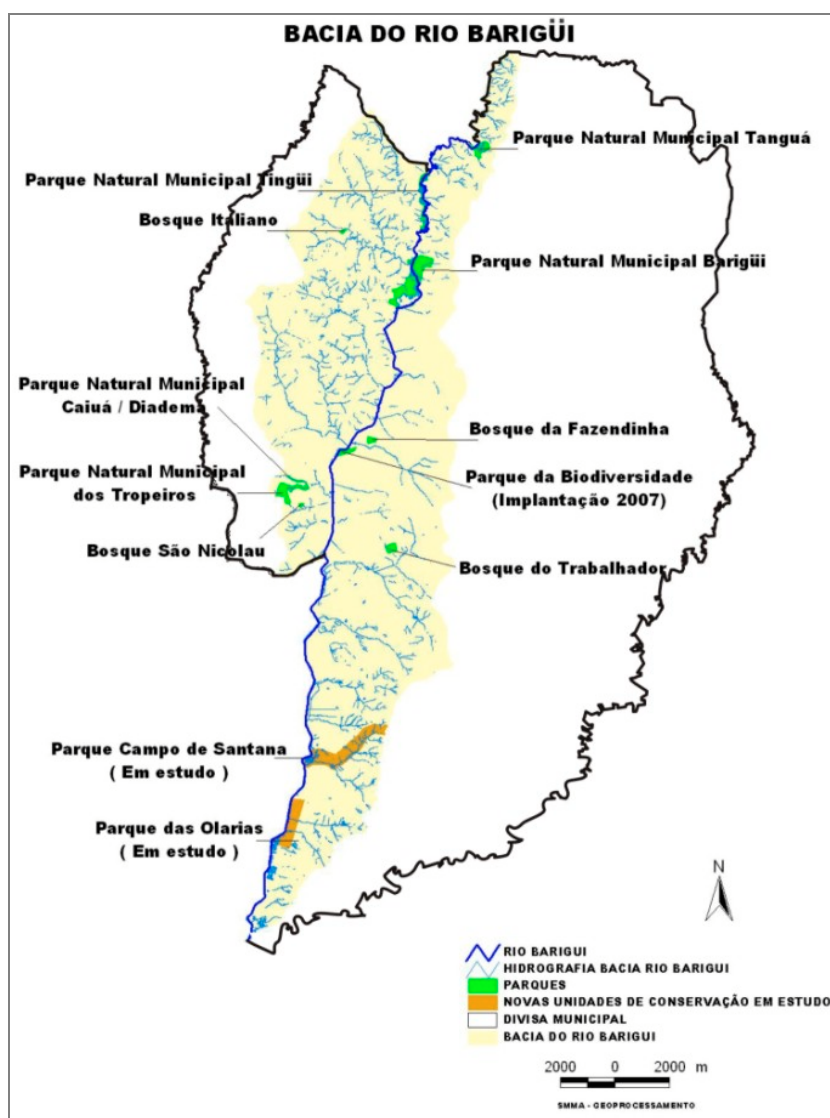 BACIA DO RIO BARIGÜI
Parque Natural Municipal Tanguá
Parque Natural Municipal Tingüi
Bosque Italiano
Parque Natural Municipal Barigüi
Parque Natural Municipal
Caiuá / Diadema
Bosque da Fazendinha
Parque Natural Municipal
dos Tropeiros
Parque da Biodiversidade
(Implantação 2007)
Bosque São Nicolau
Bosque do Trabalhador
Parque Campo de Santana
( Em estudo )
Parque das Olarias
( Em estudo )
N
RIO BARIGUI
HIDROGRAFIA BACIA RIO BARIGUI
PARQUES
NOVAS UNIDADES DE CONSERVAÇÃO EM ESTUDO
DIVISA MUNICIPAL
BACIA DO RIO BARIGUI
2000 0 2000 m
SMMA - GEOPROCESSAMENTO